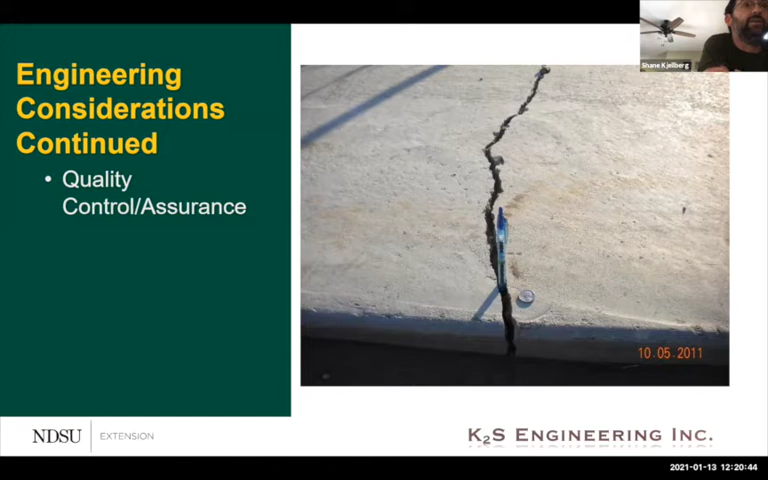 Shane Kjellberg
Engineering
Considerations
Continued
• Quality
Control/Assurance
10.05.2011
NDSU
EXTENSION
K₂S ENGINEERING INC.
2021-01-13 12:20:44